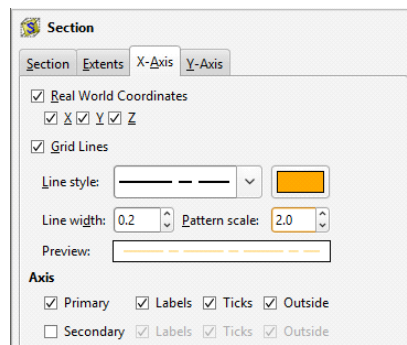 Section
Section Extents X-Axis Y-Axis
Real World Coordinates
X Y Z
Grid Lines
Line style:
Line width: 0.2 Pattern scale: 2.0
Preview:
Axis
Primary Labels Ticks Outside
Secondary Labels Ticks Outside